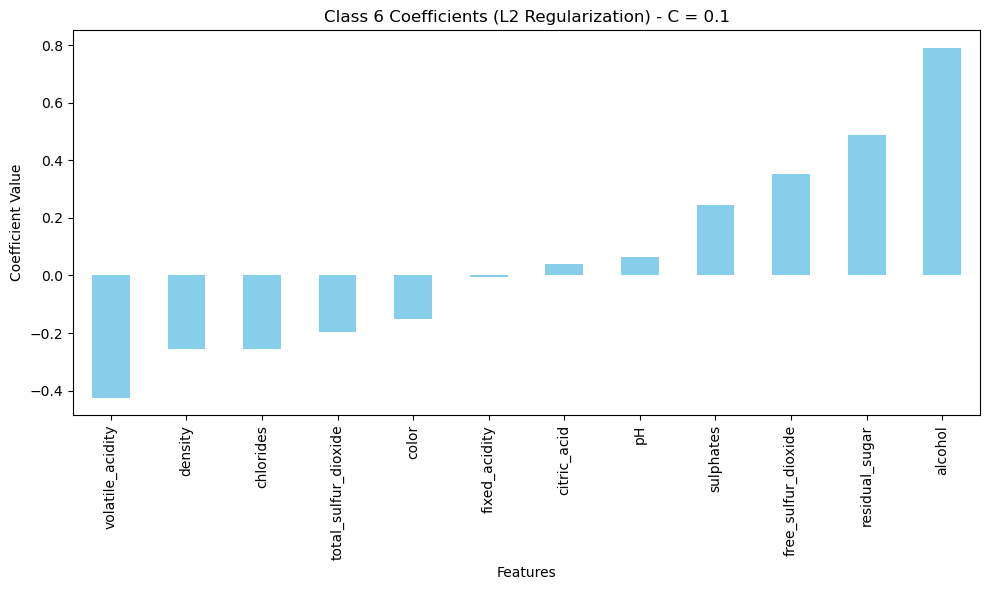 Class 6 Coefficients (L2 Regularization) - C = 0.1
Coefficient Value
0.8
0.6
0.4
0.2
0.0
−0.2
−0.4
volatile_acidity
density
chlorides
total_sulfur_dioxide
color
fixed_acidity
citric_acid
pH
sulphates
free_sulfur_dioxide
residual_sugar
alcohol
Features